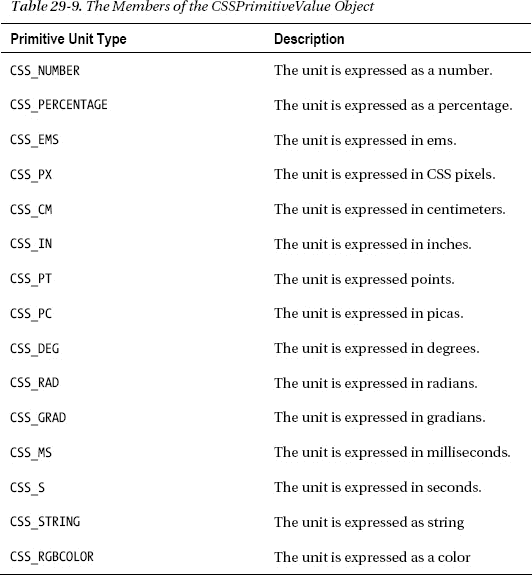 Table 29-9. The Members of the CSSPrimitiveValue Object
Primitive Unit Type Description
CSS_NUMBER The unit is expressed as a number.
CSS_PERCENTAGE The unit is expressed as a percentage.
CSS_EMS The unit is expressed in ems.
CSS_PX The unit is expressed in CSS pixels.
CSS_CM The unit is expressed in centimeters.
CSS_IN The unit is expressed in inches.
CSS_PT The unit is expressed points.
CSS_PC The unit is expressed in picas.
CSS_DEG The unit is expressed in degrees.
CSS_RAD The unit is expressed in radians.
CSS_GRAD The unit is expressed in gradians.
CSS_MS The unit is expressed in milliseconds.
CSS_S The unit is expressed in seconds.
CSS_STRING The unit is expressed as string
CSS_RGBCOLOR The unit is expressed as a color